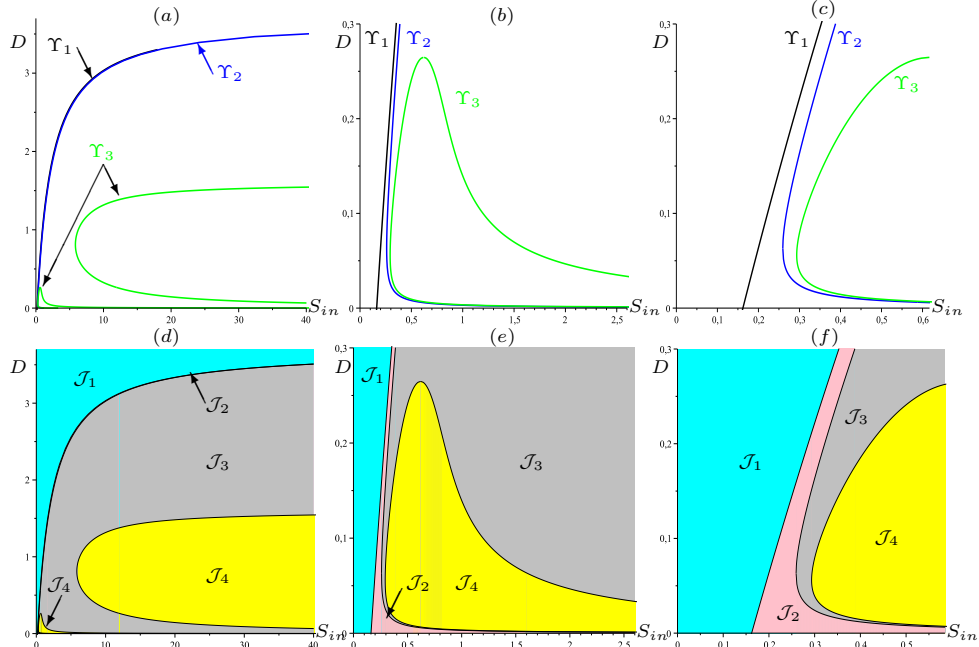 (a) (b) (c)
D Υ1 Υ2 Υ3 3 2 1 0 0 10 20 30 40 S_in
D 0,3 0,2 0,1 0 Υ1 Υ2 Υ3 0 0,5 1 1,5 2 2,5 S_in
D 0,3 0,2 0,1 0 Υ1 Υ2 Υ3 0 0,1 0,2 0,3 0,4 0,5 0,6 S_in
(d) (e) (f)
D 𝒥1 𝒥2 𝒥3 𝒥4 𝒥4 3 2 1 0 0 10 20 30 40 S_in
D 0,3 0,2 0,1 0 𝒥1 𝒥3 𝒥2 𝒥4 0 0.5 1 1.5 2 2.5 S_in
D 0,3 0,2 0,1 0 𝒥1 𝒥3 𝒥4 𝒥2 0 0.1 0.2 0.3 0.4 0.5 S_in